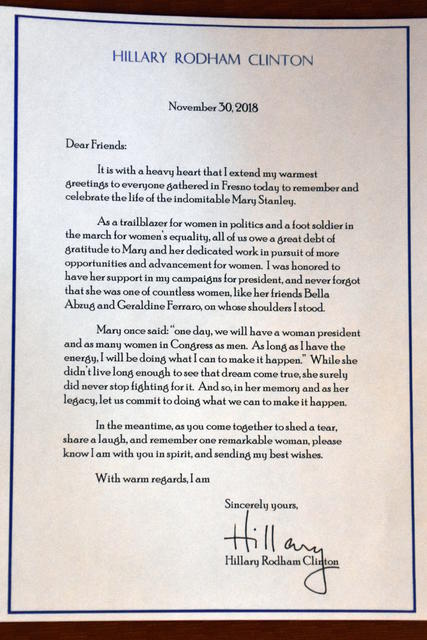 HILLARY RODHAM CLINTON
November 30, 2018
Dear Friends:
It is with a heavy heart that I extend my warmest
greetings to everyone gathered in Fresno today to remember and
celebrate the life of the indomitable Mary Stanley.
As a trailblazer for women in politics and a foot soldier in
the march for women's equality, all of us owe a great debt of
gratitude to Mary and her dedicated work in pursuit of more
opportunities and advancement for women. I was honored to
have her support in my campaigns for president, and never forgot
that she was one of countless women, like her friends Bella
Abzug and Geraldine Ferraro, on whose shoulders I stood.
Mary once said: "one day, we will have a woman president
and as many women in Congress as men. As long as I have the
energy, I will be doing what I can to make it happen." While she
didn't live long enough to see that dream come true, she surely
did never stop fighting for it. And so, in her memory and as her
legacy, let us commit to doing what we can to make it happen.
In the meantime, as you come together to shed a tear,
share a laugh, and remember one remarkable woman, please
know I am with you in spirit, and sending my best wishes.
With warm regards, I am
Sincerely yours,
Hillary
Hillary Rodham Clinton